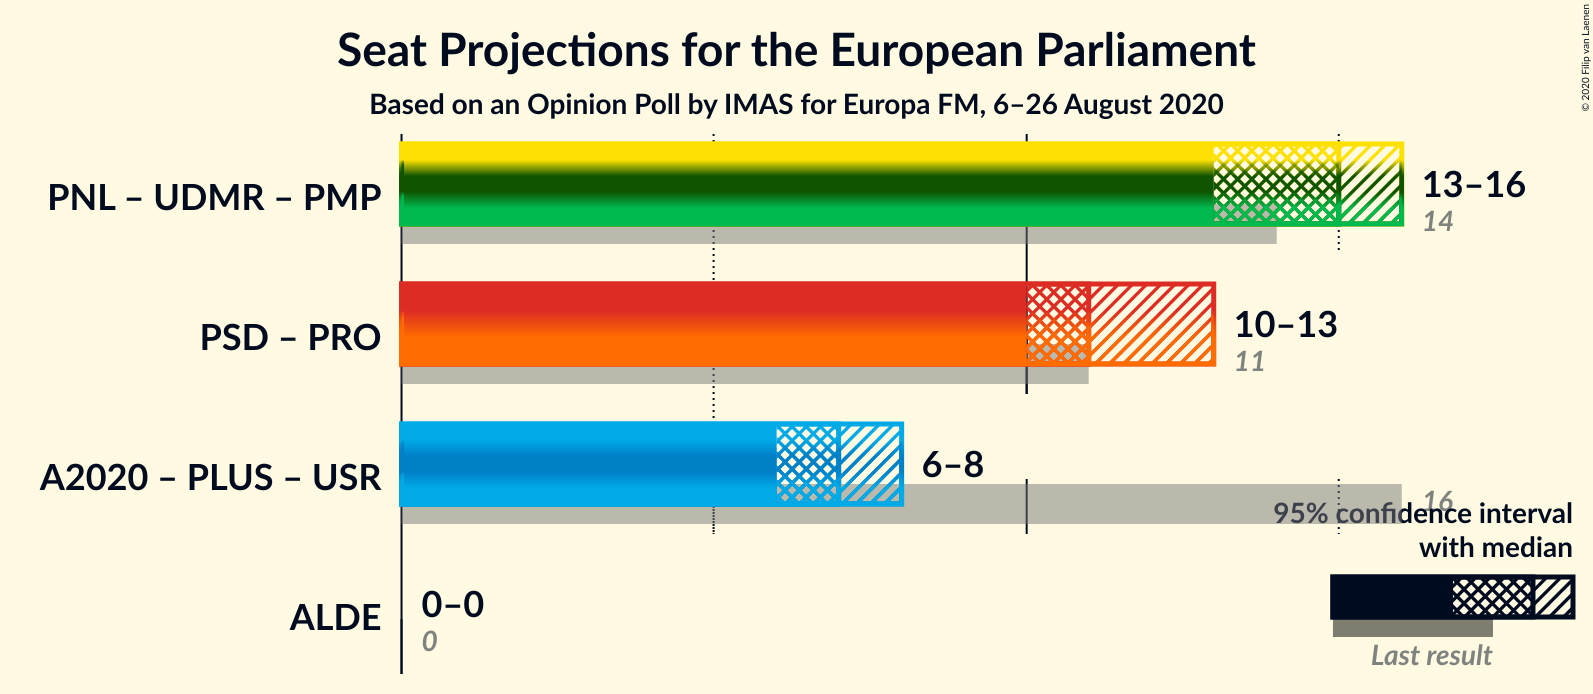 Seat Projections for the European Parliament
Based on an Opinion Poll by IMAS for Europa FM, 6–26 August 2020
© 2020 Filip van Laenen
PNL – UDMR – PMP
13–16
14
PSD – PRO
10–13
11
A2020 – PLUS – USR
6–8
16
95% confidence interval
with median
ALDE
0–0
0
Last result